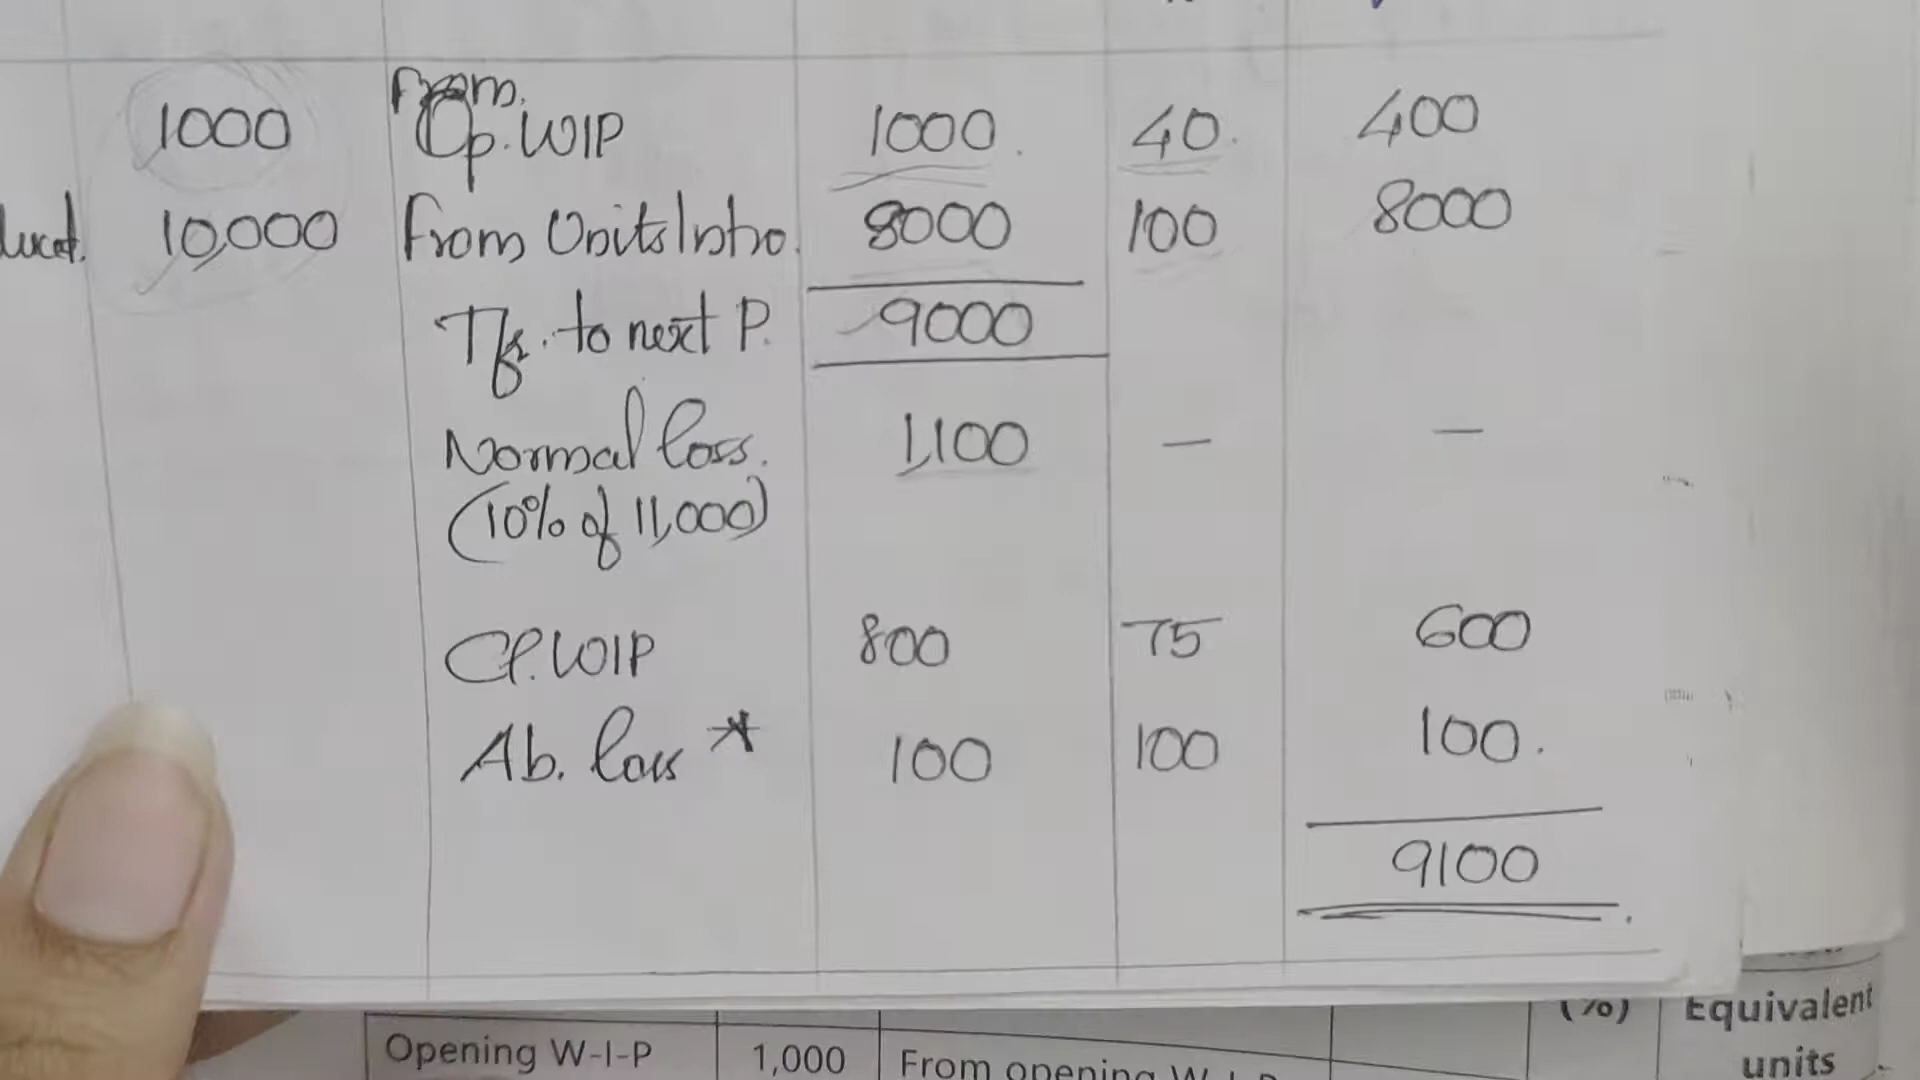 1000 From Op. WIP 1000. 40. 400
10,000 from Units Intro. 8000 100 8000
Tfr. to next P. 9000
Normal loss. 1,100 — —
(10% of 11,000)
Cl. WIP 800 75 600
Ab. loss * 100 100 100.
9100
(%) Equivalent
units
Opening W-I-P 1,000 From opening W-I-P